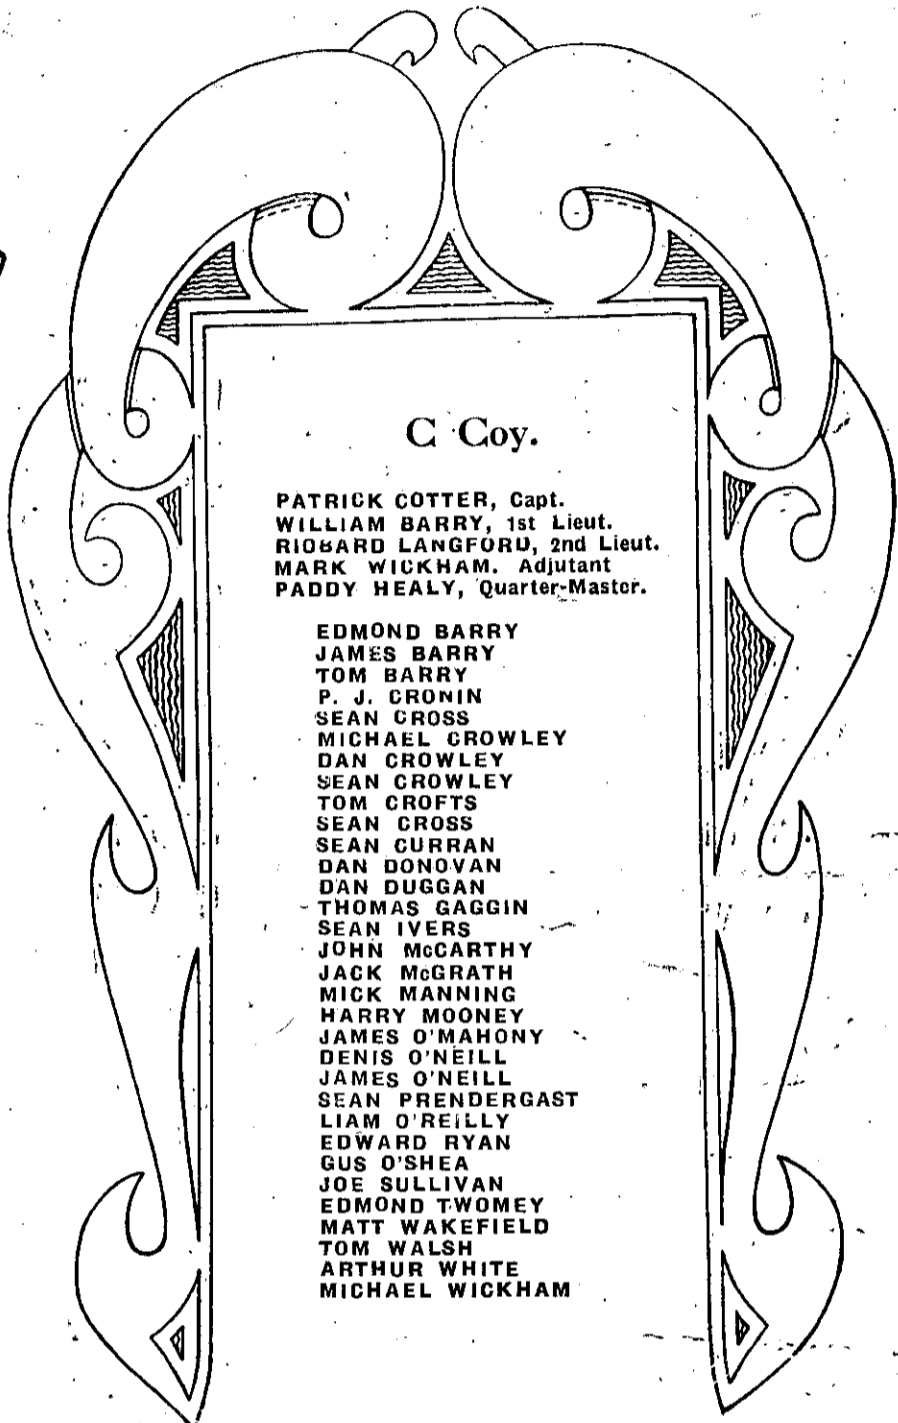 C Coy.
PATRICK COTTER, Capt.
WILLIAM BARRY, 1st Lieut.
RIOBARD LANGFORD, 2nd Lieut.
MARK WICKHAM. Adjutant
PADDY HEALY, Quarter-Master.
EDMOND BARRY
JAMES BARRY
TOM BARRY
P. J. CRONIN
SEAN CROSS
MICHAEL CROWLEY
DAN CROWLEY
SEAN CROWLEY
TOM CROFTS
SEAN CROSS
SEAN CURRAN
DAN DONOVAN
DAN DUGGAN
THOMAS GAGGIN
SEAN IVERS
JOHN McCARTHY
JACK McGRATH
MICK MANNING
HARRY MOONEY
JAMES O'MAHONY
DENIS O'NEILL
JAMES O'NEILL
SEAN PRENDERGAST
LIAM O'REILLY
EDWARD RYAN
GUS O'SHEA
JOE SULLIVAN
EDMOND TWOMEY
MATT WAKEFIELD
TOM WALSH
ARTHUR WHITE
MICHAEL WICKHAM